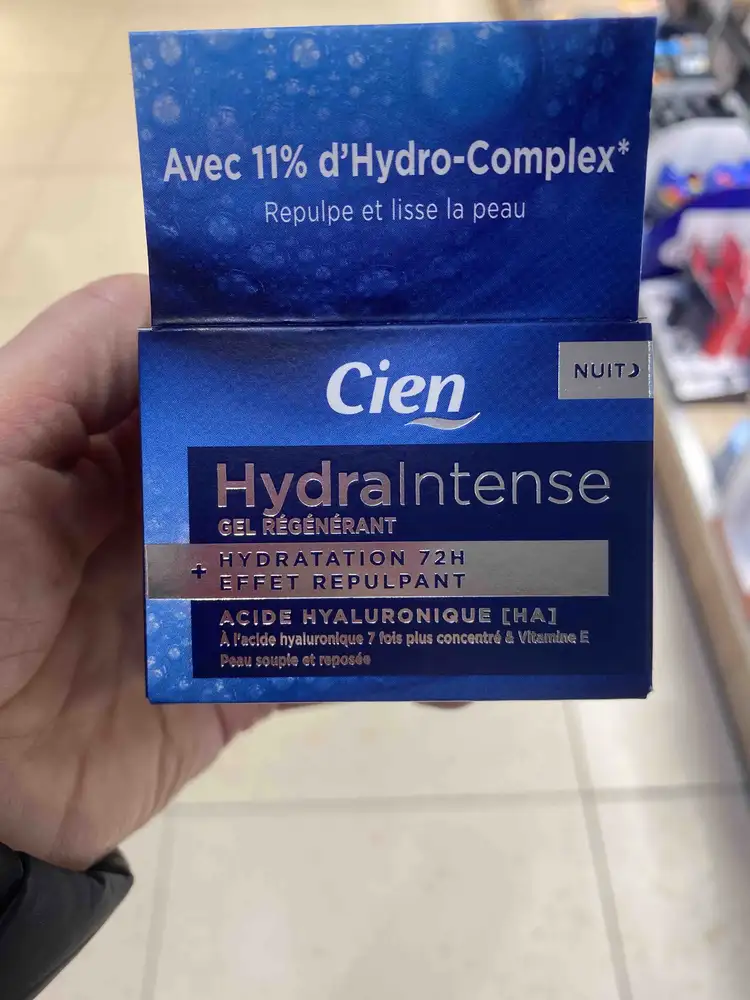 Avec 11% d'Hydro-Complex*
Repulpe et lisse la peau
Cien
NUIT
HydraIntense
GEL RÉGÉNÉRANT
+ HYDRATATION 72H
EFFET REPULPANT
ACIDE HYALURONIQUE [HA]
À l'acide hyaluronique 7 fois plus concentré & Vitamine E
Peau souple et reposée